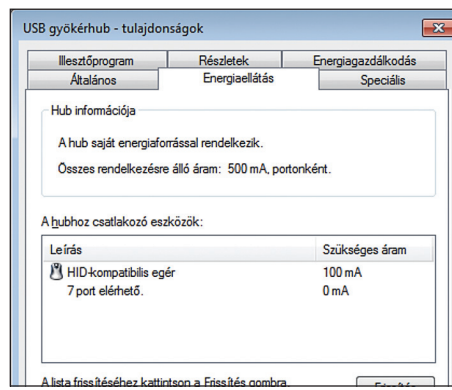 USB gyökérhub - tulajdonságok
Illesztőprogram Részletek Energiagazdálkodás
Általános Energiaellátás Speciális
Hub információja
A hub saját energiaforrással rendelkezik.
Összes rendelkezésre álló áram: 500 mA, portonként.
A hubhoz csatlakozó eszközök:
Leírás Szükséges áram
HID-kompatibilis egér 100 mA
7 port elérhető. 0 mA
A lista frissítéséhez kattintson a Frissítés gombra. Frissítés